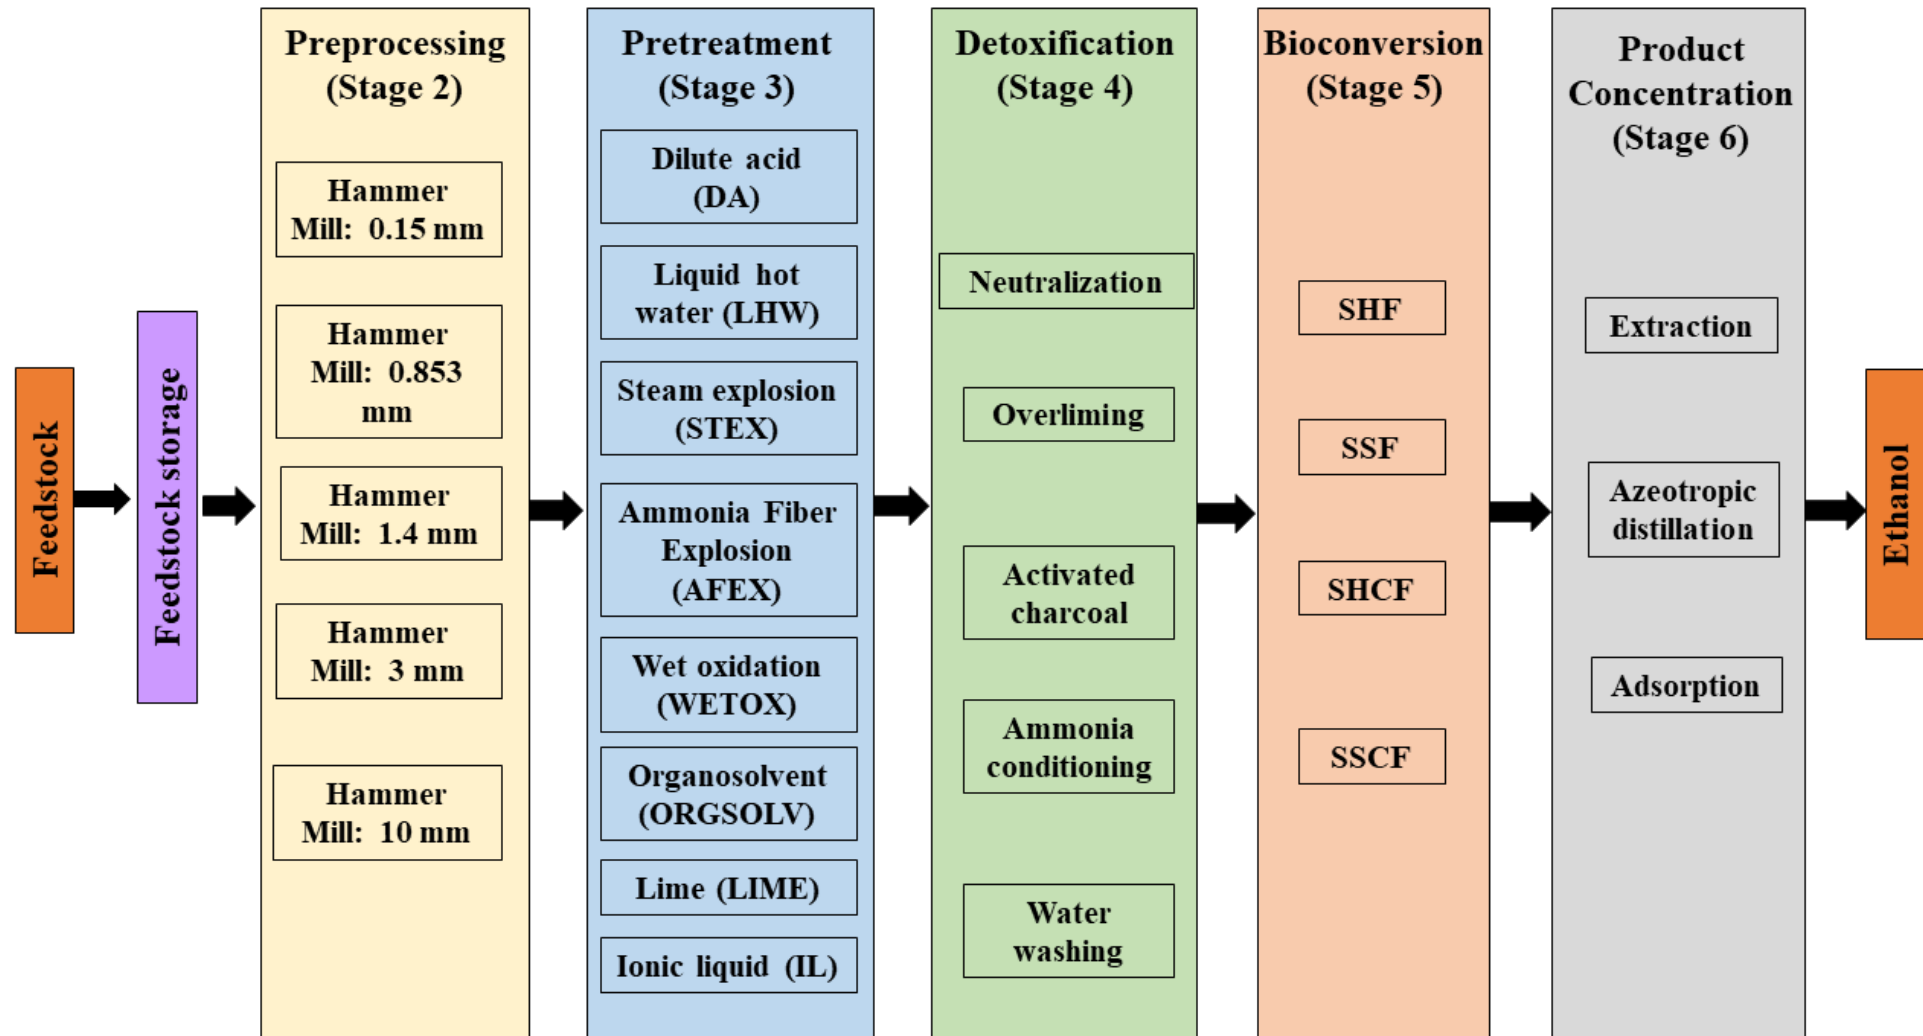 Feedstock
Feedstock storage
Preprocessing
(Stage 2)
Hammer
Mill: 0.15 mm
Hammer
Mill: 0.853
mm
Hammer
Mill: 1.4 mm
Hammer
Mill: 3 mm
Hammer
Mill: 10 mm
Pretreatment
(Stage 3)
Dilute acid
(DA)
Liquid hot
water (LHW)
Steam explosion
(STEX)
Ammonia Fiber
Explosion
(AFEX)
Wet oxidation
(WETOX)
Organosolvent
(ORGSOLV)
Lime (LIME)
Ionic liquid (IL)
Detoxification
(Stage 4)
Neutralization
Overliming
Activated
charcoal
Ammonia
conditioning
Water
washing
Bioconversion
(Stage 5)
SHF
SSF
SHCF
SSCF
Product
Concentration
(Stage 6)
Extraction
Azeotropic
distillation
Adsorption
Ethanol